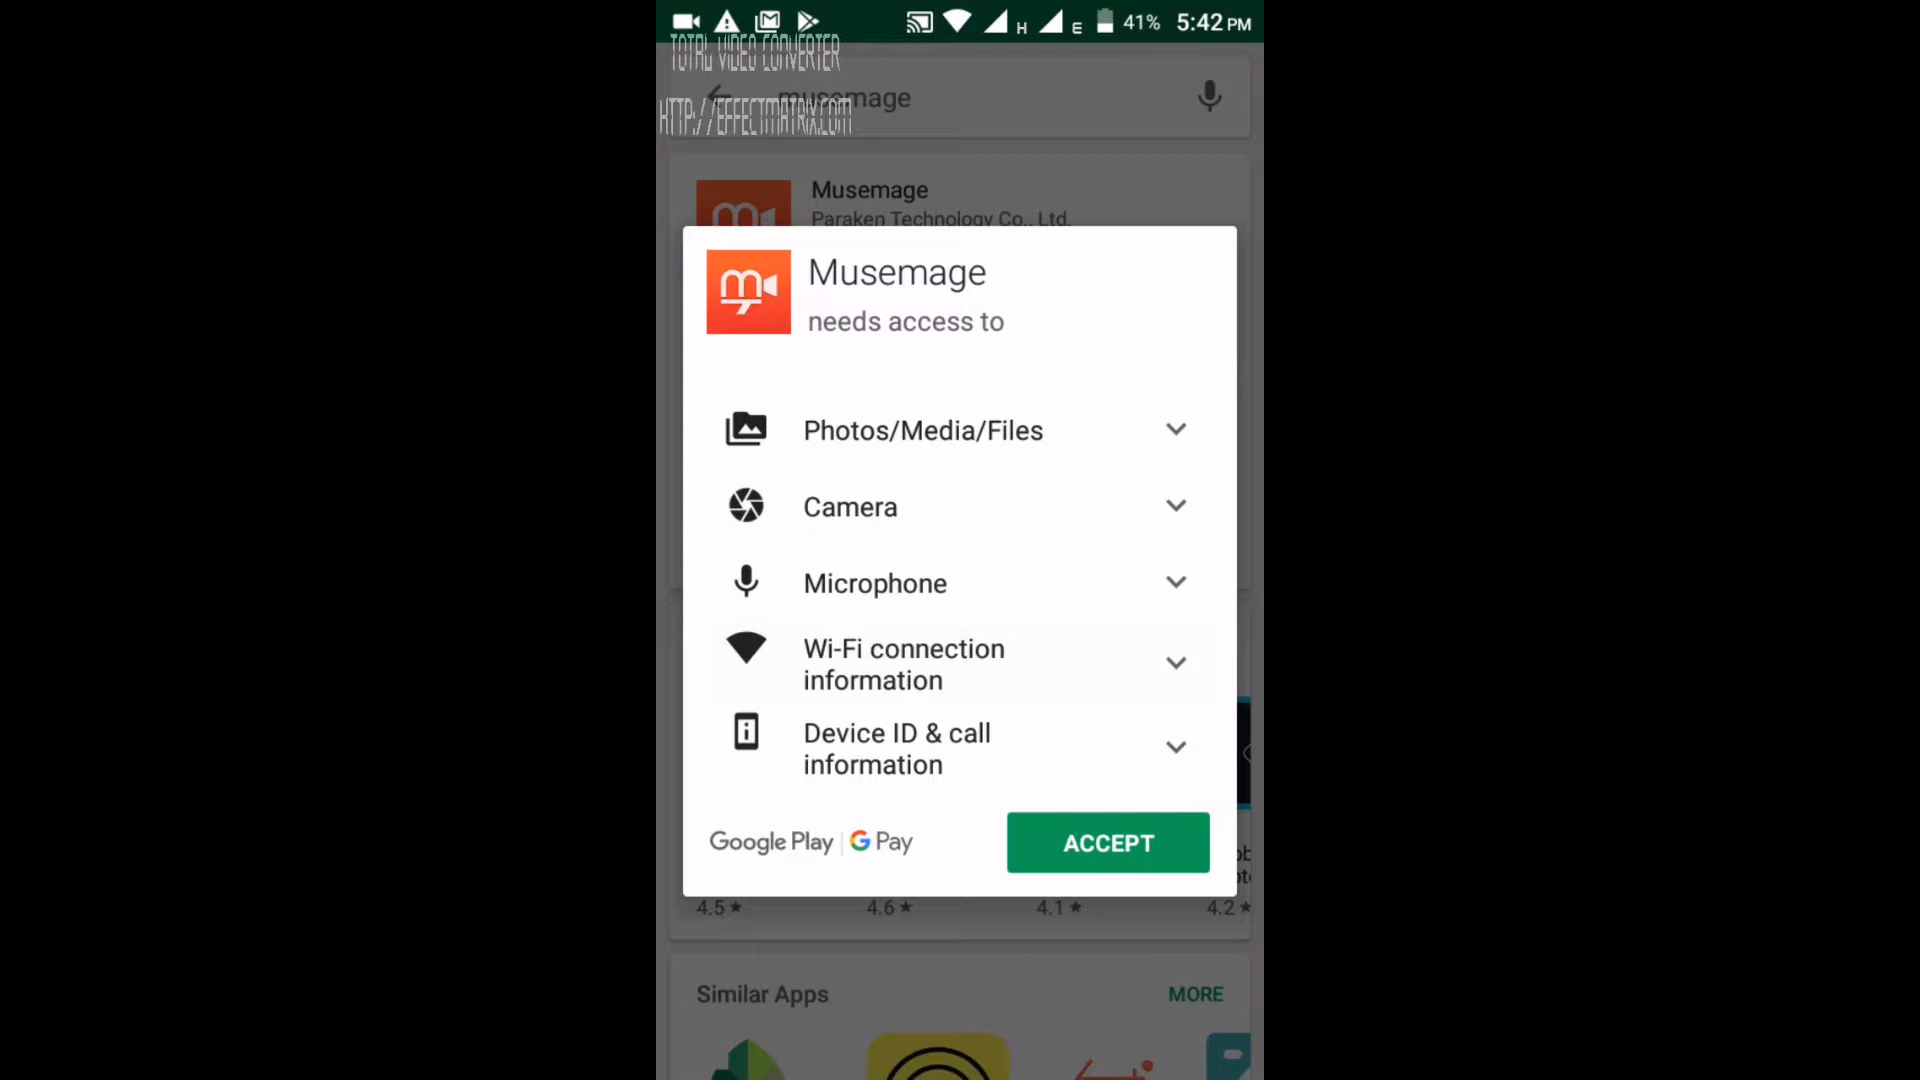 H E 41% 5:42 PM
TOTAL VIDEO CONVERTER
musemage
HTTP://EFFECTMATRIX.COM
Musemage
Paraken Technology Co., Ltd.
Musemage
needs access to
Photos/Media/Files
Camera
Microphone
Wi-Fi connection
information
Device ID & call
information
Google Play | G Pay
ACCEPT
4.5★ 4.6★ 4.1★ 4.2★
Similar Apps
MORE